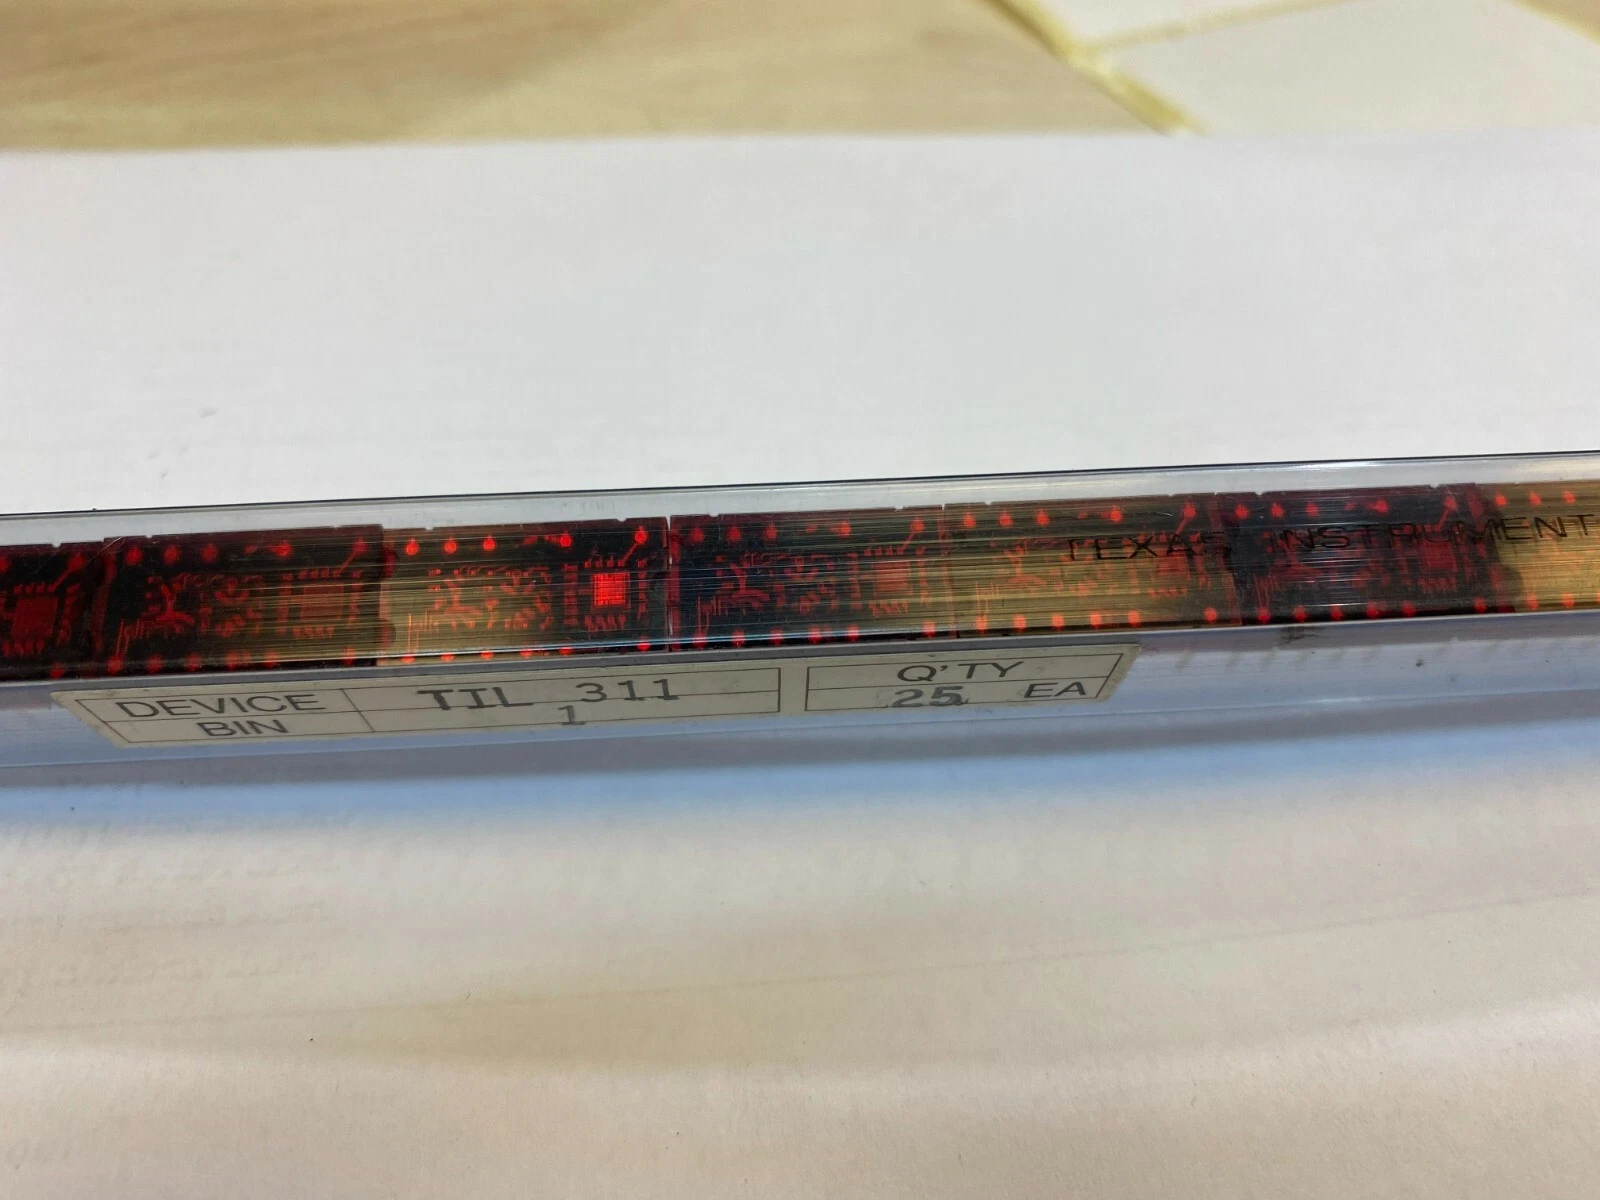 TEXAS INSTRUMENT
DEVICE TIL 311
BIN 1
Q'TY
25 EA